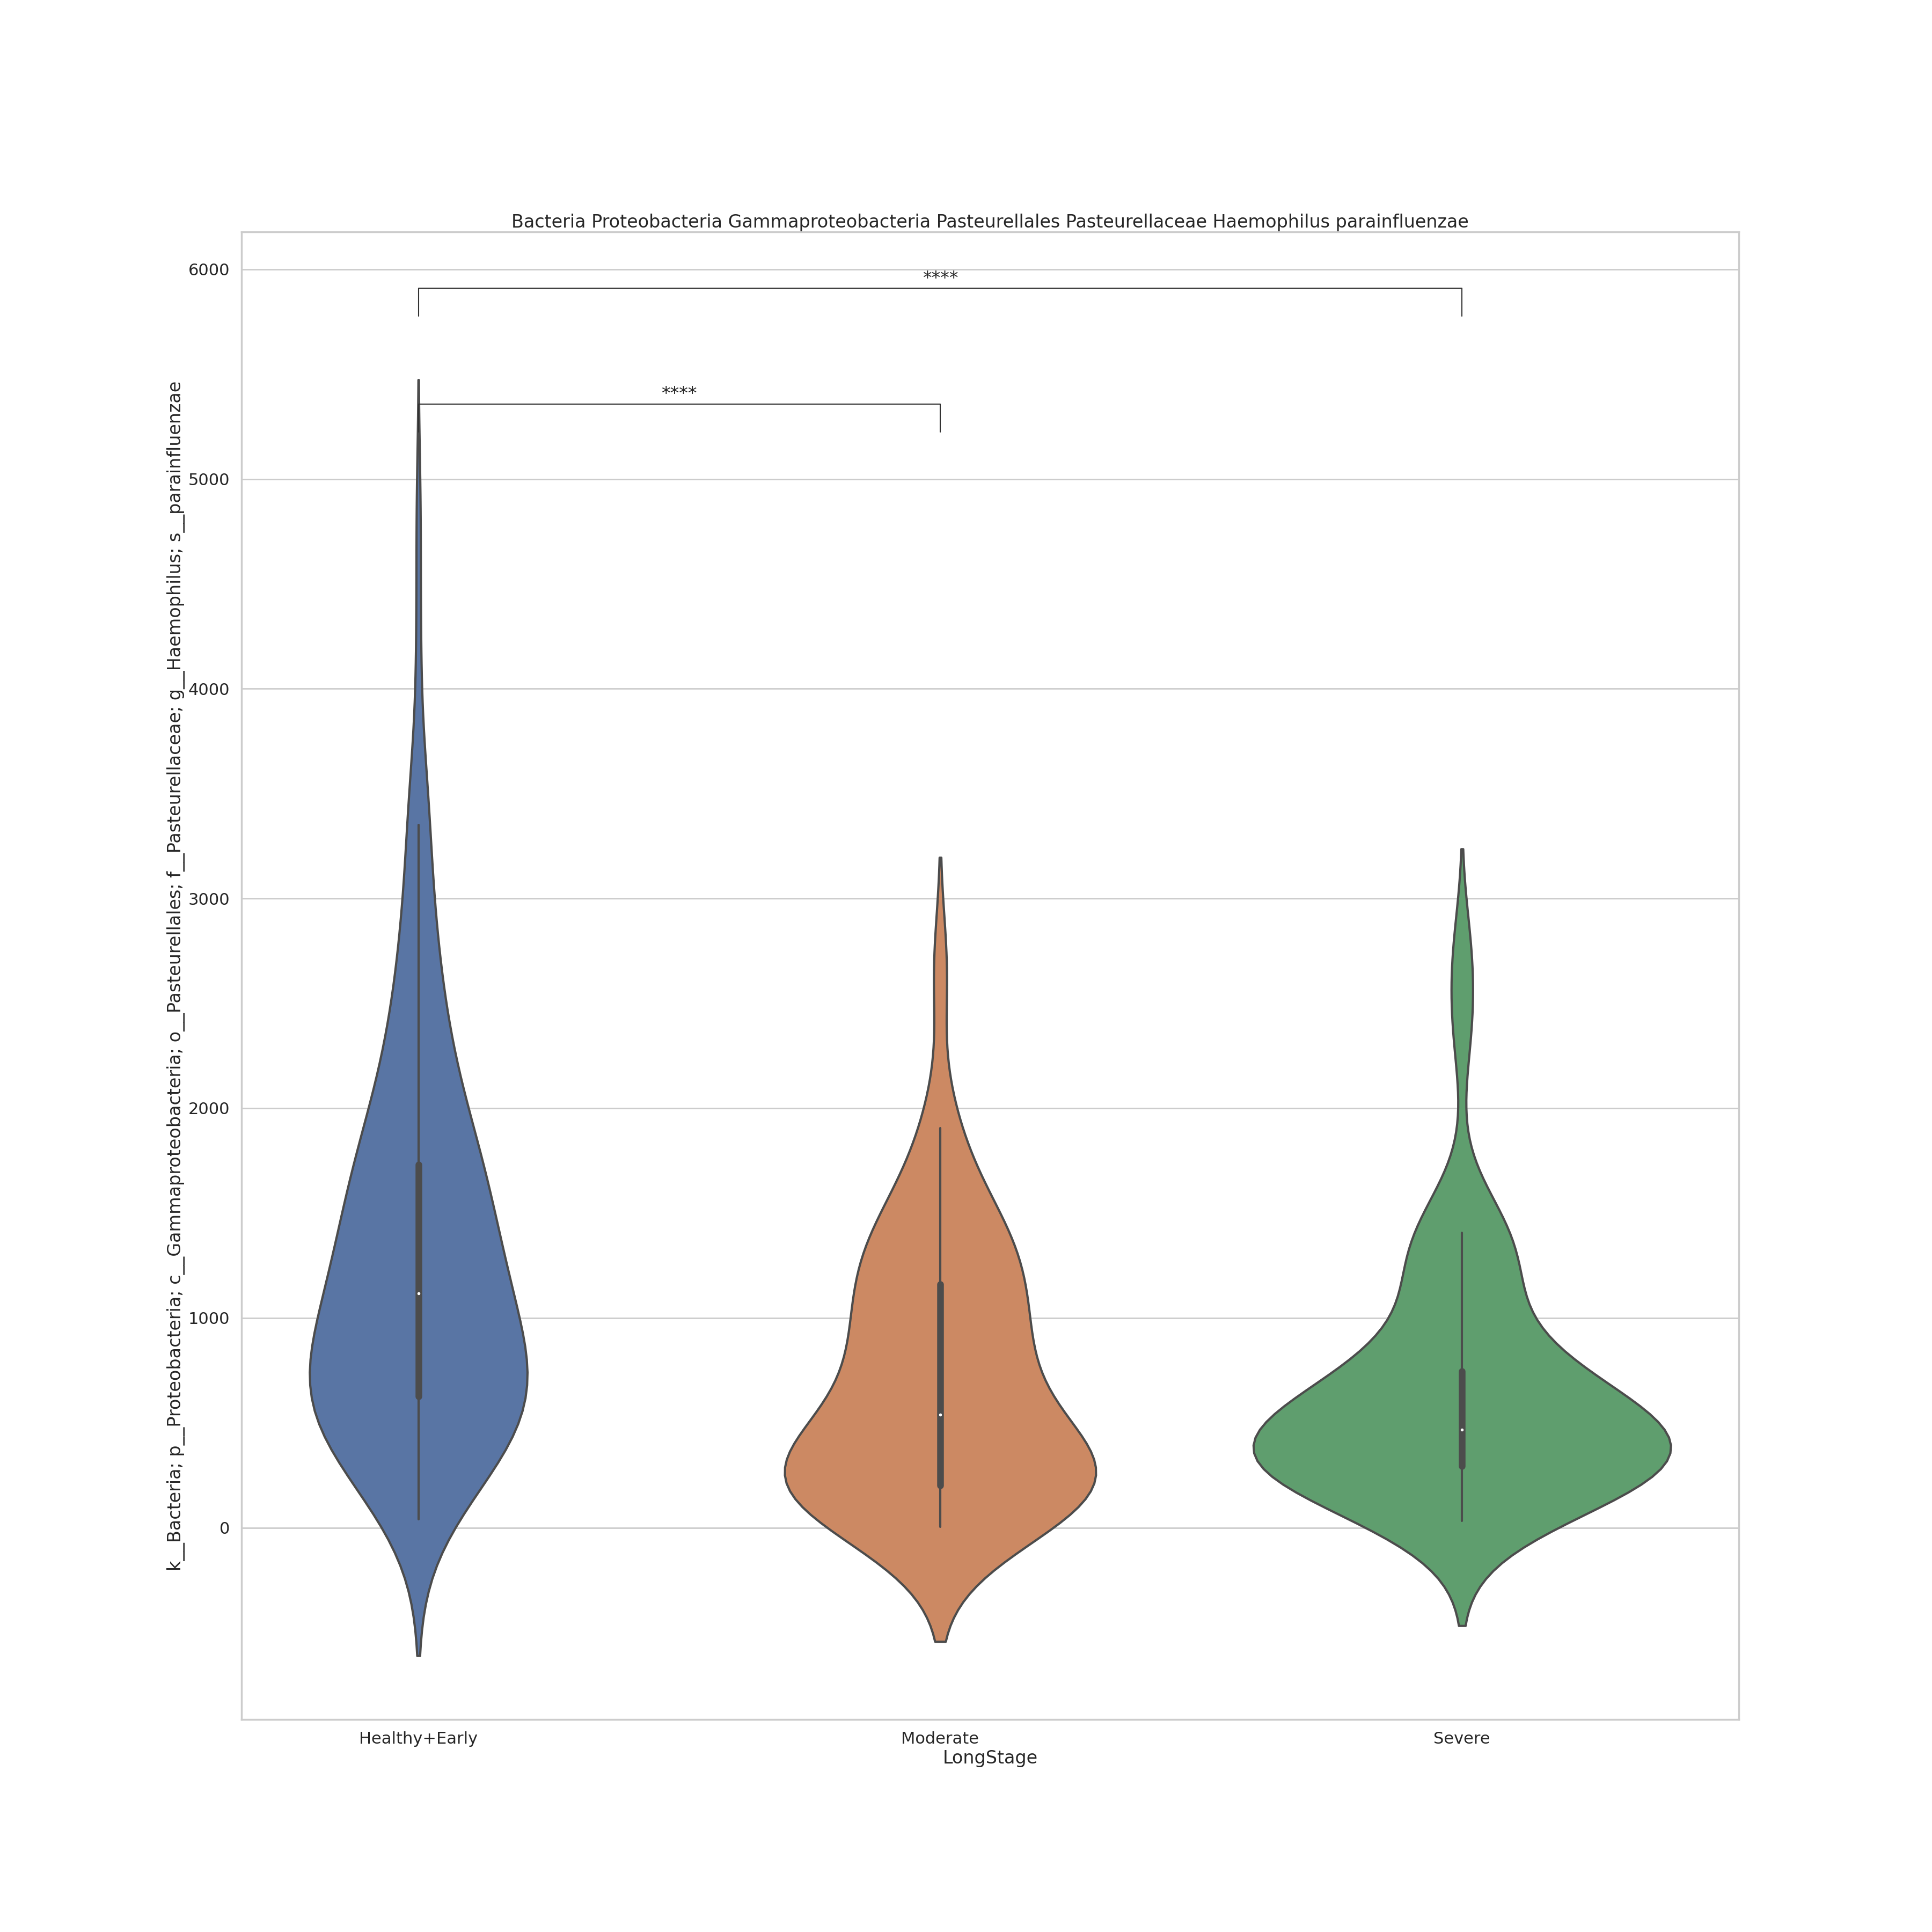 Bacteria Proteobacteria Gammaproteobacteria Pasteurellales Pasteurellaceae Haemophilus parainfluenzae
k__Bacteria; p__Proteobacteria; c__Gammaproteobacteria; o__Pasteurellales; f__Pasteurellaceae; g__Haemophilus; s__parainfluenzae
6000
5000
4000
3000
2000
1000
0
****
****
Healthy+Early
Moderate
Severe
LongStage